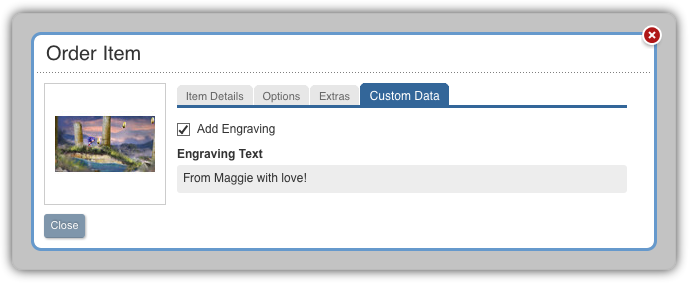 Order Item
Item Details Options Extras Custom Data
Add Engraving
Engraving Text
From Maggie with love!
Close